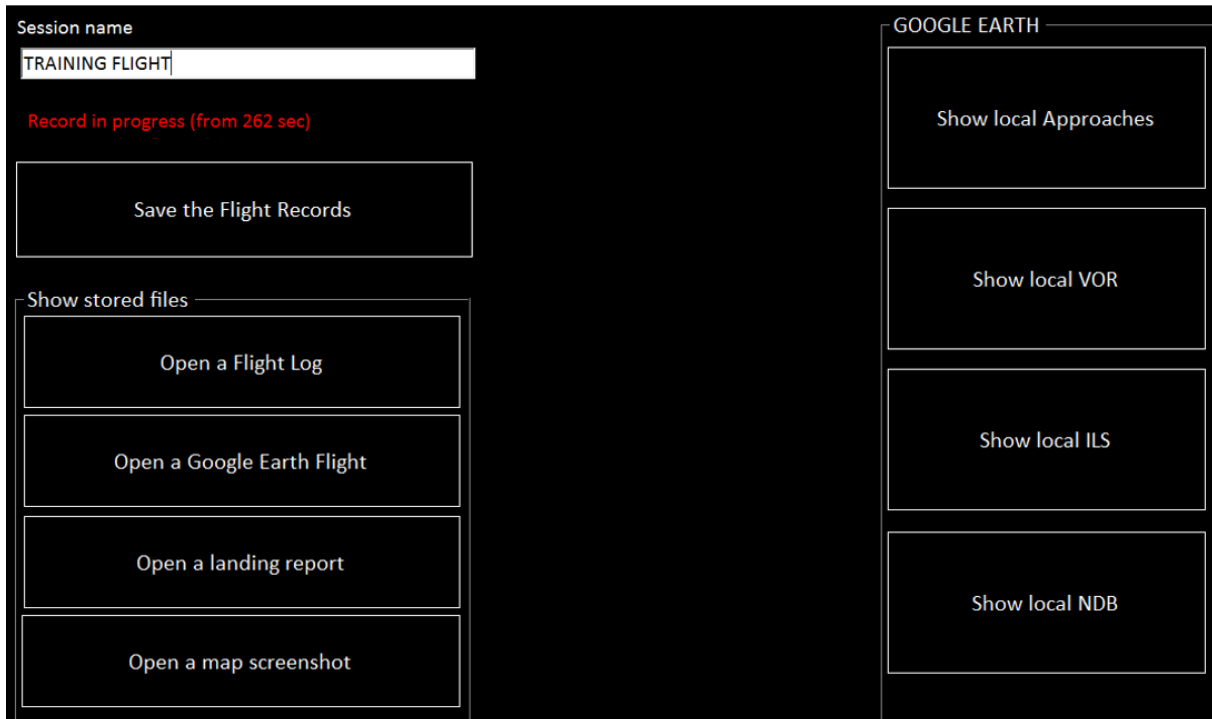 Session name
TRAINING FLIGHT
Record in progress (from 262 sec)
Save the Flight Records
Show stored files
Open a Flight Log
Open a Google Earth Flight
Open a landing report
Open a map screenshot
GOOGLE EARTH
Show local Approaches
Show local VOR
Show local ILS
Show local NDB